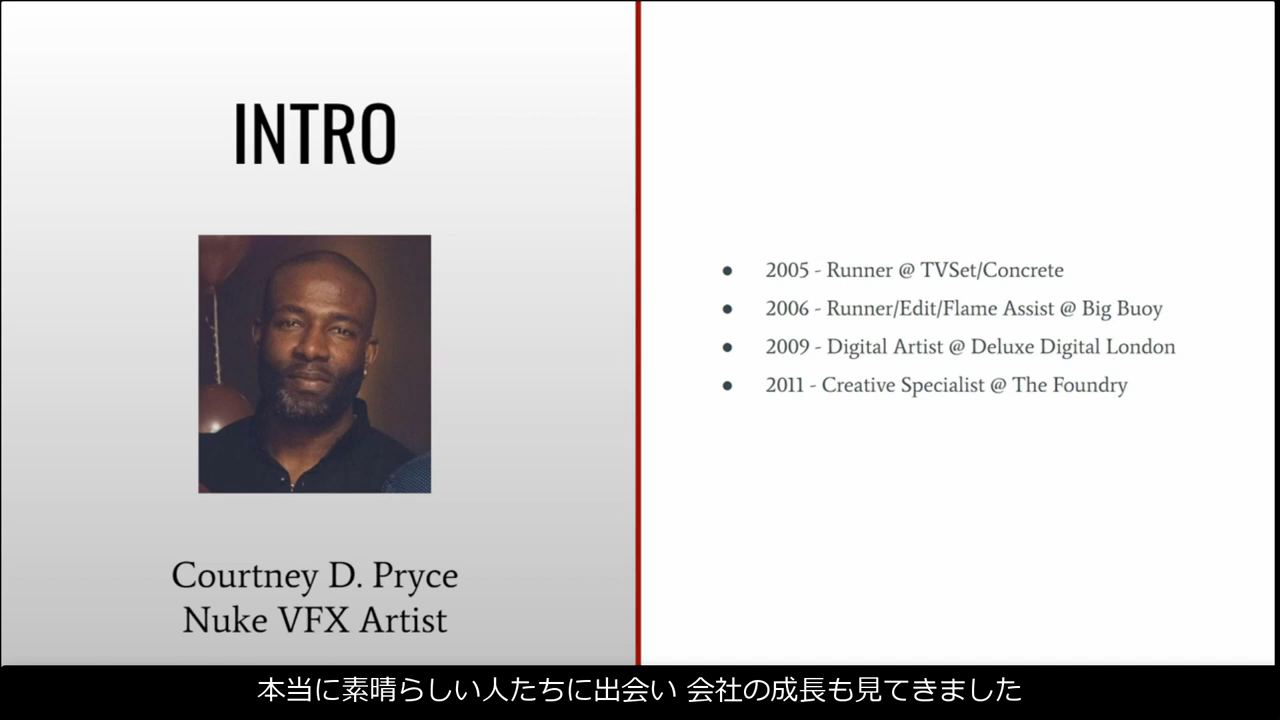 INTRO
Courtney D. Pryce
Nuke VFX Artist
● 2005 - Runner @ TVSet/Concrete
● 2006 - Runner/Edit/Flame Assist @ Big Buoy
● 2009 - Digital Artist @ Deluxe Digital London
● 2011 - Creative Specialist @ The Foundry
本当に素晴らしい人たちに出会い 会社の成長も見てきました